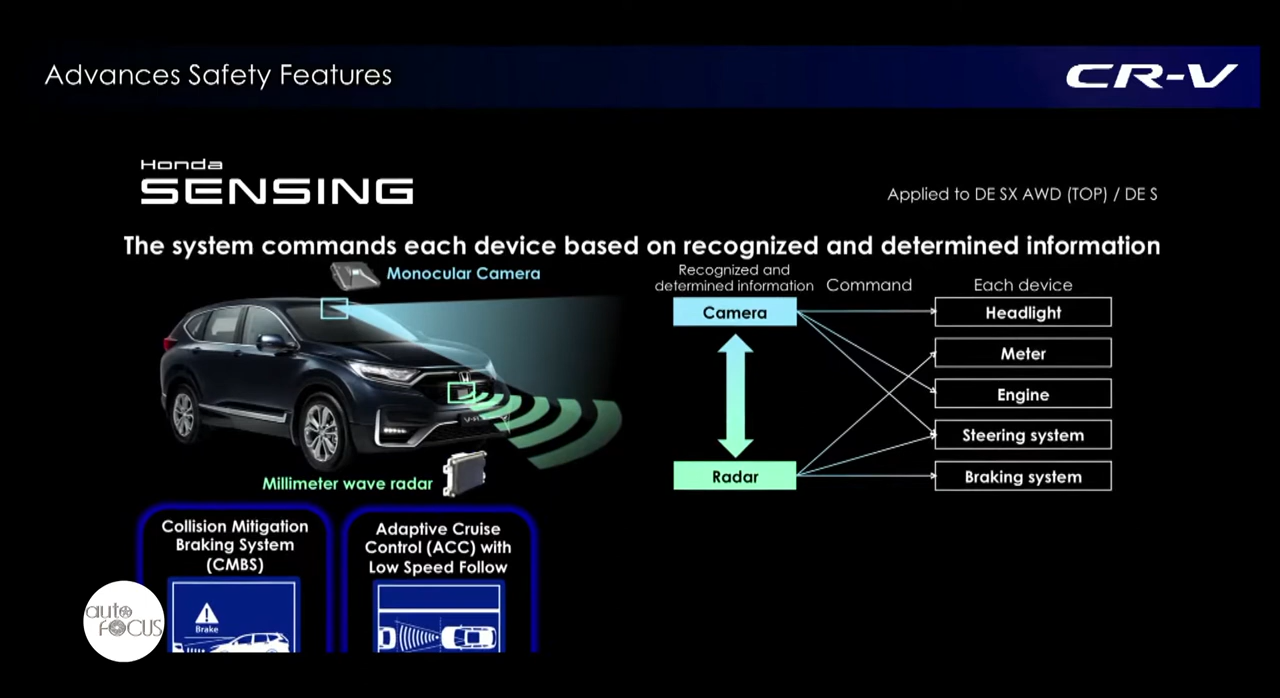 Advances Safety Features
CR-V
Honda
SENSING
Applied to DE SX AWD (TOP) / DE S
The system commands each device based on recognized and determined information
Monocular Camera
Recognized and
determined information
Command
Each device
Camera
Headlight
Meter
Engine
Steering system
Radar
Braking system
Millimeter wave radar
Collision Mitigation
Braking System
(CMBS)
Adaptive Cruise
Control (ACC) with
Low Speed Follow
Brake
auto
FOCUS